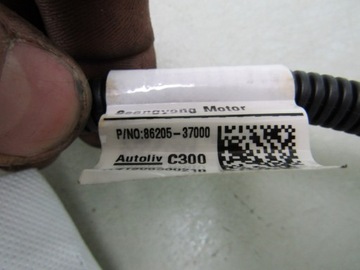 Ssangyong Motor
P/NO:86205-37000
Autoliv C300